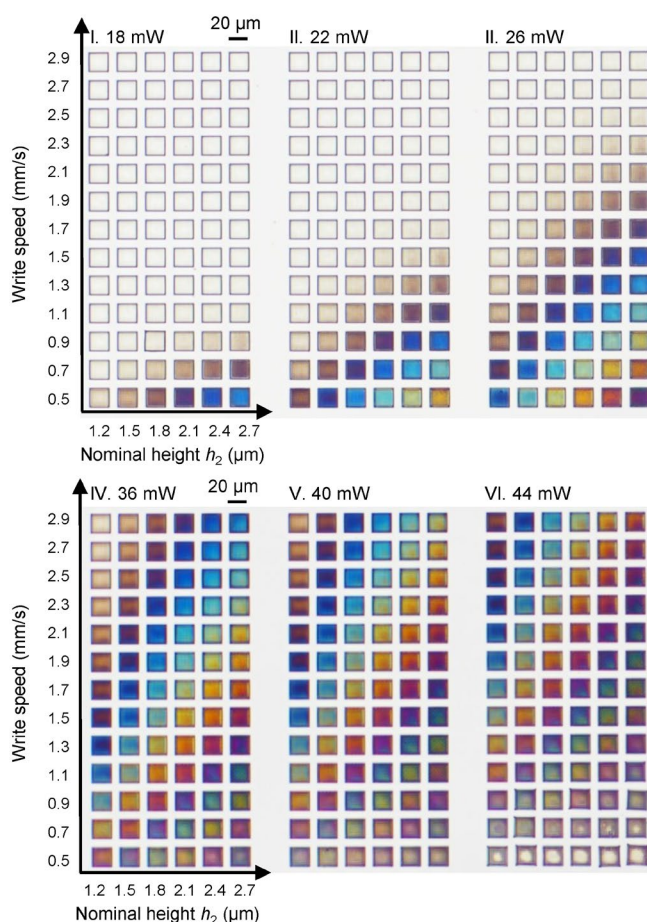 20 µm
I. 18 mW
II. 22 mW
II. 26 mW
Write speed (mm/s)
2.9
2.7
2.5
2.3
2.1
1.9
1.7
1.5
1.3
1.1
0.9
0.7
0.5
1.2 1.5 1.8 2.1 2.4 2.7
Nominal height h₂ (µm)
IV. 36 mW
20 µm
V. 40 mW
VI. 44 mW
Write speed (mm/s)
2.9
2.7
2.5
2.3
2.1
1.9
1.7
1.5
1.3
1.1
0.9
0.7
0.5
1.2 1.5 1.8 2.1 2.4 2.7
Nominal height h₂ (µm)